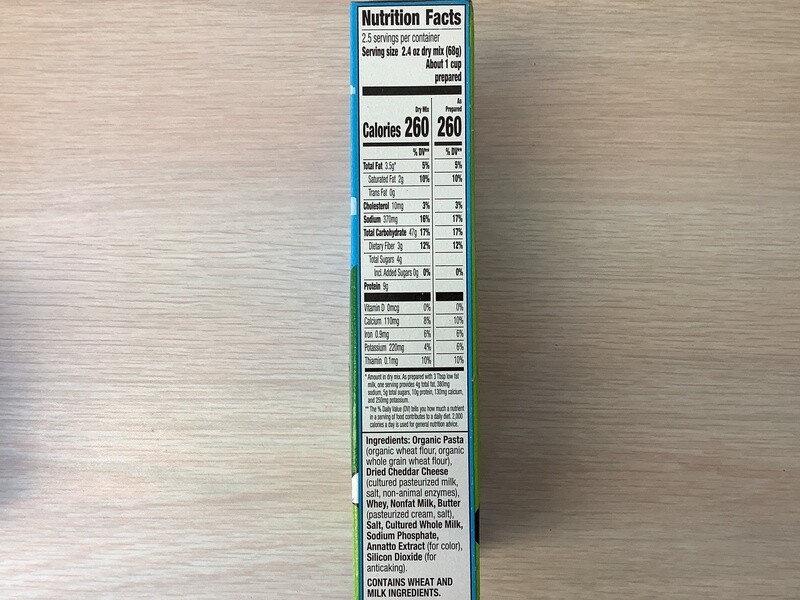 Nutrition Facts
2.5 servings per container
Serving size 2.4 oz dry mix (68g)
About 1 cup
prepared
Dry Mix As Prepared
Calories 260 260
% DV** % DV**
Total Fat 3.5g* 5% 5%
Saturated Fat 2g 10% 10%
Trans Fat 0g
Cholesterol 10mg 3% 3%
Sodium 370mg 16% 17%
Total Carbohydrate 47g 17% 17%
Dietary Fiber 3g 12% 12%
Total Sugars 4g
Incl. Added Sugars 0g 0% 0%
Protein 9g
Vitamin D 0mcg 0% 0%
Calcium 110mg 8% 10%
Iron 0.9mg 6% 6%
Potassium 220mg 4% 6%
Thiamin 0.1mg 10% 10%
* Amount in dry mix. As prepared with 3 Tbsp low fat
milk, one serving provides 4g total fat, 380mg
sodium, 5g total sugars, 10g protein, 130mg calcium,
and 250mg potassium.
** The % Daily Value (DV) tells you how much a nutrient
in a serving of food contributes to a daily diet. 2,000
calories a day is used for general nutrition advice.
Ingredients: Organic Pasta
(organic wheat flour, organic
whole grain wheat flour),
Dried Cheddar Cheese
(cultured pasteurized milk,
salt, non-animal enzymes),
Whey, Nonfat Milk, Butter
(pasteurized cream, salt),
Salt, Cultured Whole Milk,
Sodium Phosphate,
Annatto Extract (for color),
Silicon Dioxide (for
anticaking).
CONTAINS WHEAT AND
MILK INGREDIENTS.